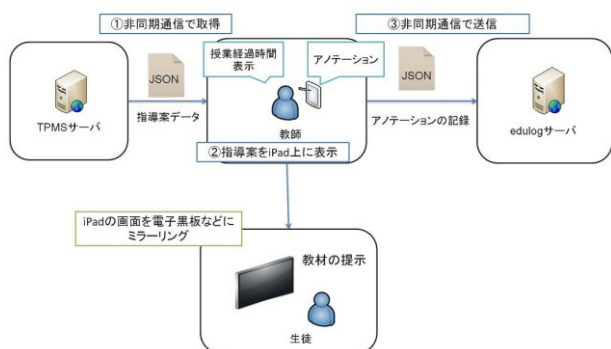 ①非同期通信で取得
③非同期通信で送信
授業経過時間
表示
アノテーション
JSON
JSON
TPMSサーバ
指導案データ
教師
アノテーションの記録
edulogサーバ
②指導案をiPad上に表示
iPadの画面を電子黒板などに
ミラーリング
教材の提示
生徒